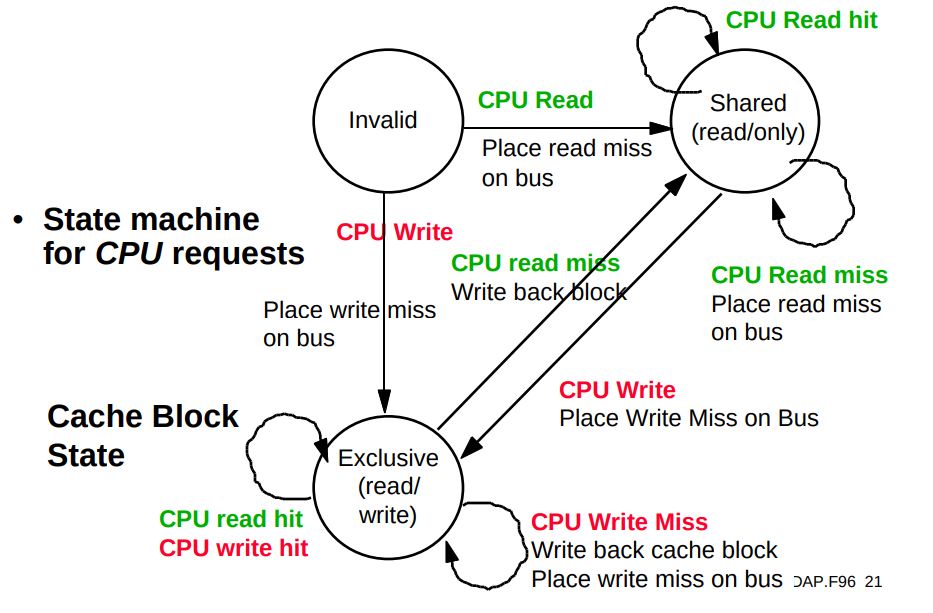 CPU Read hit
Invalid
CPU Read
Shared
(read/only)
Place read miss
on bus
• State machine
for CPU requests
CPU Write
CPU read miss
Write back block
CPU Read miss
Place read miss
on bus
Place write miss
on bus
CPU Write
Place Write Miss on Bus
Cache Block
State
Exclusive
(read/
write)
CPU read hit
CPU write hit
CPU Write Miss
Write back cache block
Place write miss on bus
DAP.F96 21